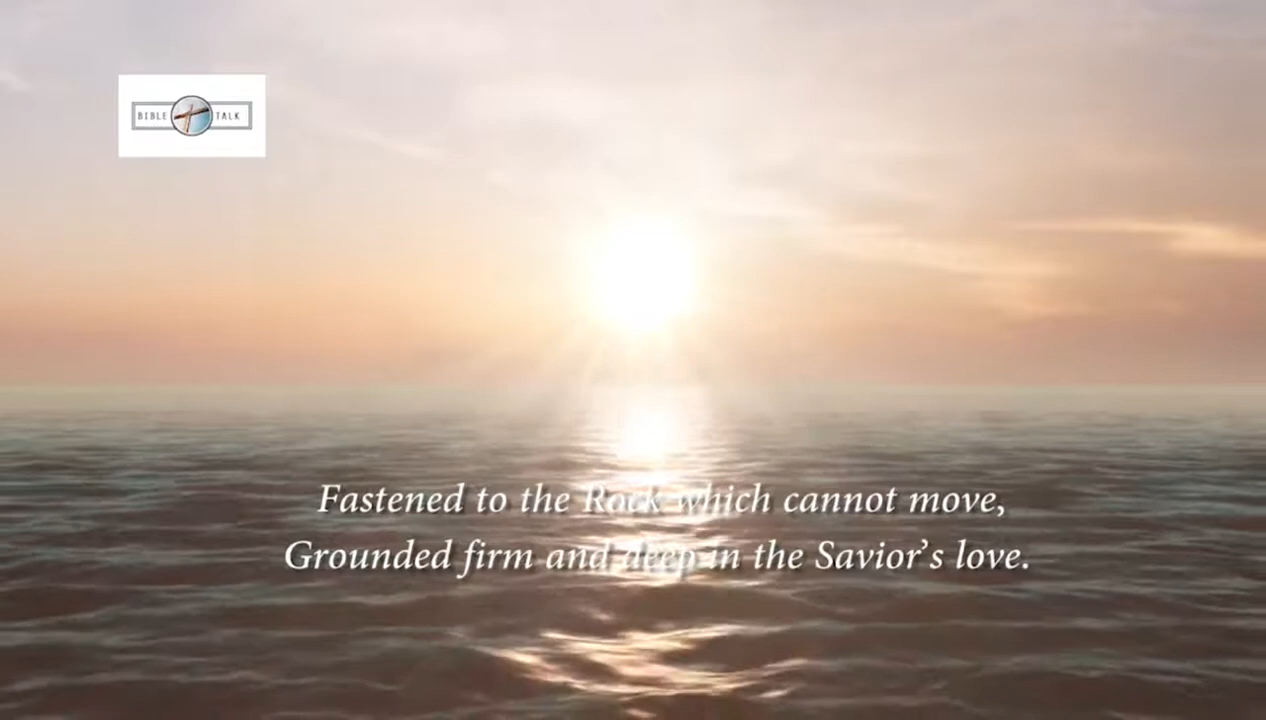 BIBLE TALK
Fastened to the Rock which cannot move,
Grounded firm and deep in the Savior’s love.